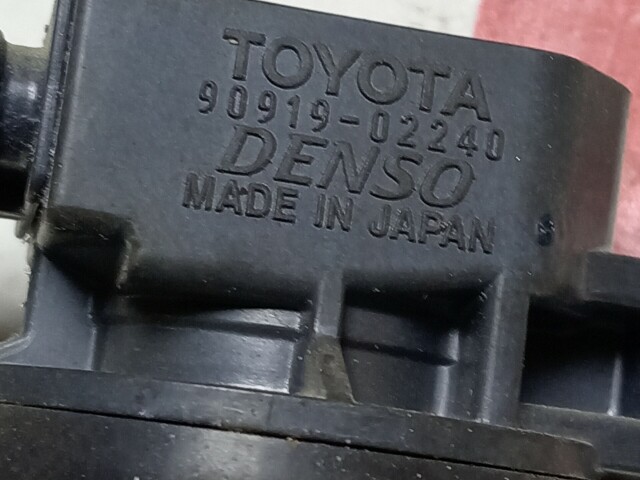 TOYOTA
90919-02240
DENSO
MADE IN JAPAN